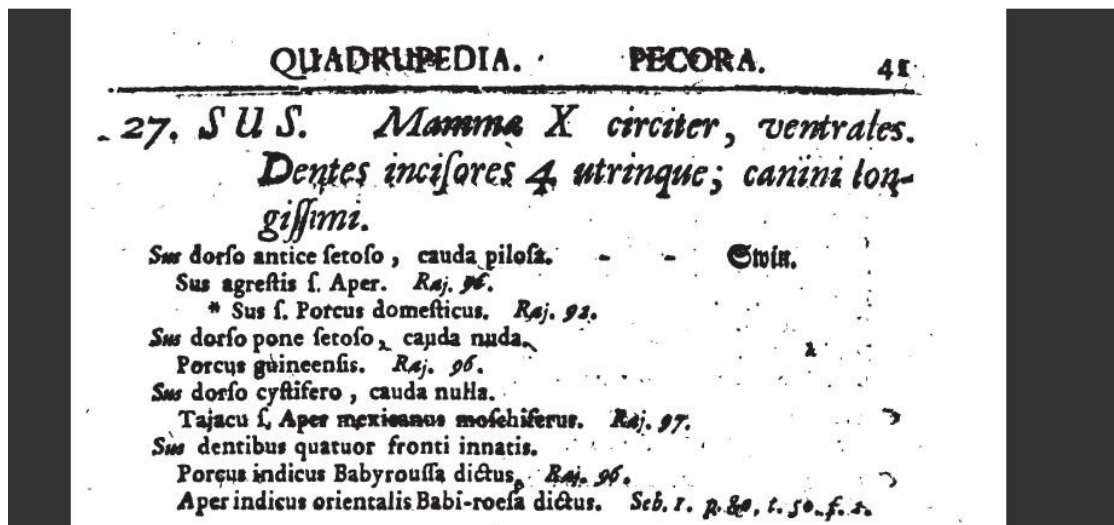 QUADRUPEDIA. PECORA. 41
27. SUS. Mammæ X circiter, ventrales.
Dentes inciſores 4 utrinque; canini lon-
giſſimi.
Sus dorſo antice ſetoſo, cauda piloſa. - - Swin.
Sus agreſtis ſ. Aper. Raj. 96.
* Sus ſ. Porcus domeſticus. Raj. 92.
Sus dorſo pone ſetoſo, cauda nuda.
Porcus guineenſis. Raj. 96.
Sus dorſo cyſtifero, cauda nulla.
Tajacu ſ. Aper mexicanus moſchiferus. Raj. 97.
Sus dentibus quatuor fronti innatis.
Porcus indicus Babyrouſſa dictus. Raj. 96.
Aper indicus orientalis Babi-roeſa dictus. Seb. 1. p. 80, t. 50. f. 2.